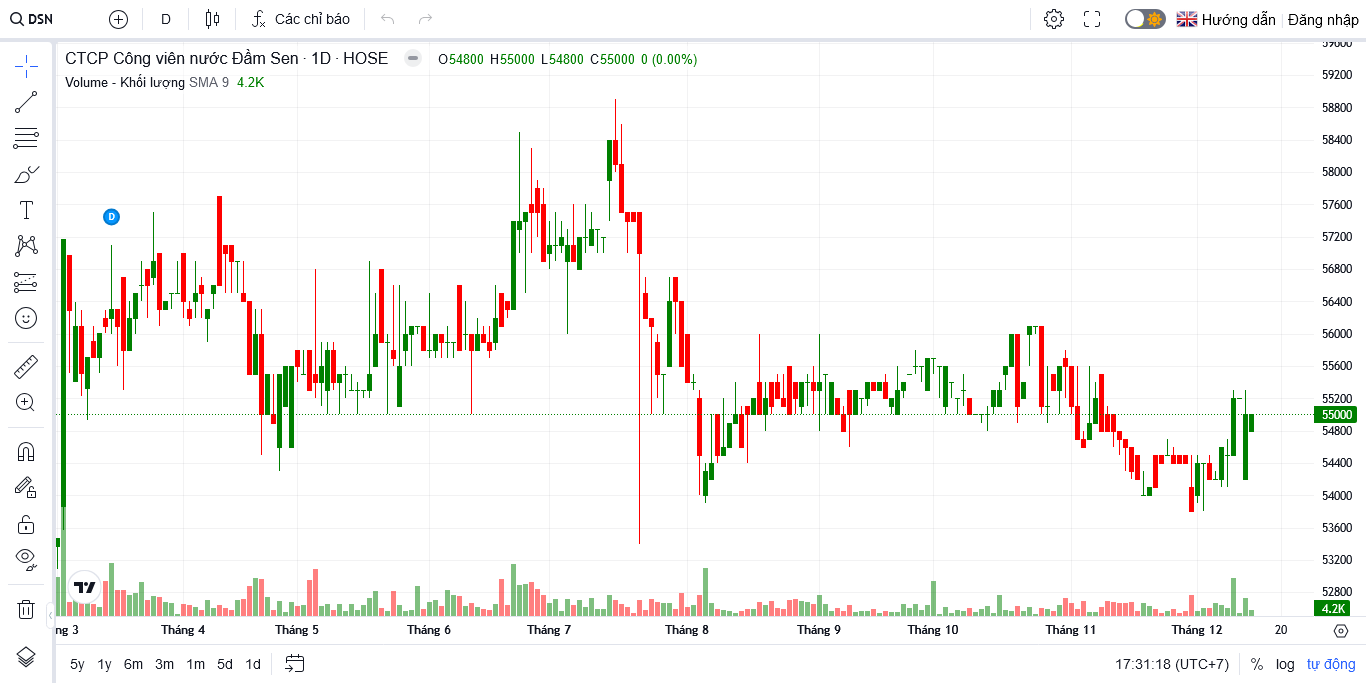 DSN D Các chỉ báo Hướng dẫn Đăng nhập
CTCP Công viên nước Đầm Sen · 1D · HOSE O54800 H55000 L54800 C55000 0 (0.00%)
Volume - Khối lượng SMA 9 4.2K
D
59600
59200
58800
58400
58000
57600
57200
56800
56400
56000
55600
55200
55000
54800
54400
54000
53600
53200
52800
4.2K
ng 3 Tháng 4 Tháng 5 Tháng 6 Tháng 7 Tháng 8 Tháng 9 Tháng 10 Tháng 11 Tháng 12 20
5y 1y 6m 3m 1m 5d 1d 17:31:18 (UTC+7) % log tự động